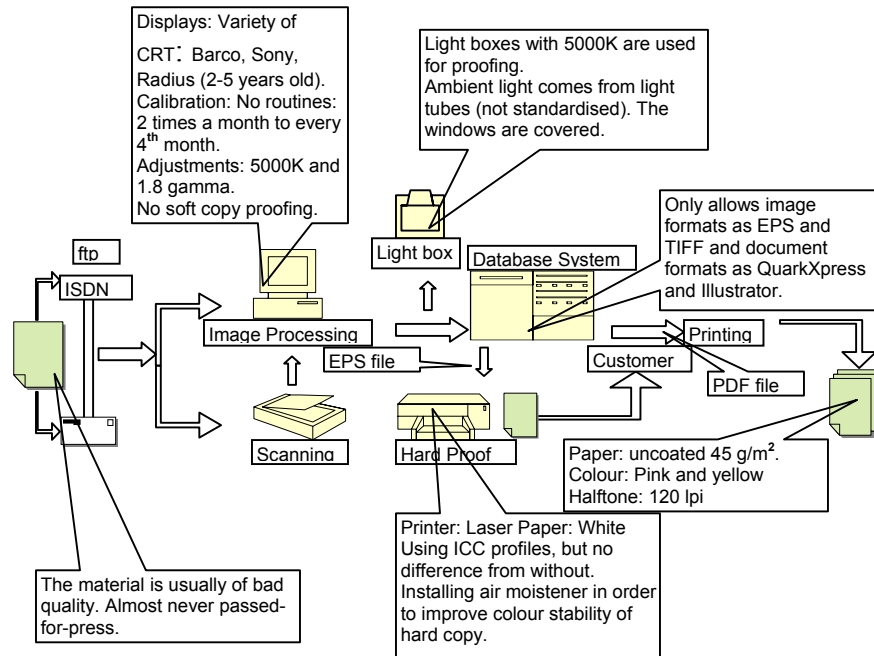 Displays: Variety of
CRT: Barco, Sony,
Radius (2-5 years old).
Calibration: No routines:
2 times a month to every
4th month.
Adjustments: 5000K and
1.8 gamma.
No soft copy proofing.
Light boxes with 5000K are used
for proofing.
Ambient light comes from light
tubes (not standardised). The
windows are covered.
Only allows image
formats as EPS and
TIFF and document
formats as QuarkXpress
and Illustrator.
ftp
ISDN
Light box
Database System
Image Processing
Printing
EPS file
Customer
PDF file
Scanning
Hard Proof
Paper: uncoated 45 g/m².
Colour: Pink and yellow
Halftone: 120 lpi
Printer: Laser Paper: White
Using ICC profiles, but no
difference from without.
Installing air moistener in order
to improve colour stability of
hard copy.
The material is usually of bad
quality. Almost never passed-
for-press.